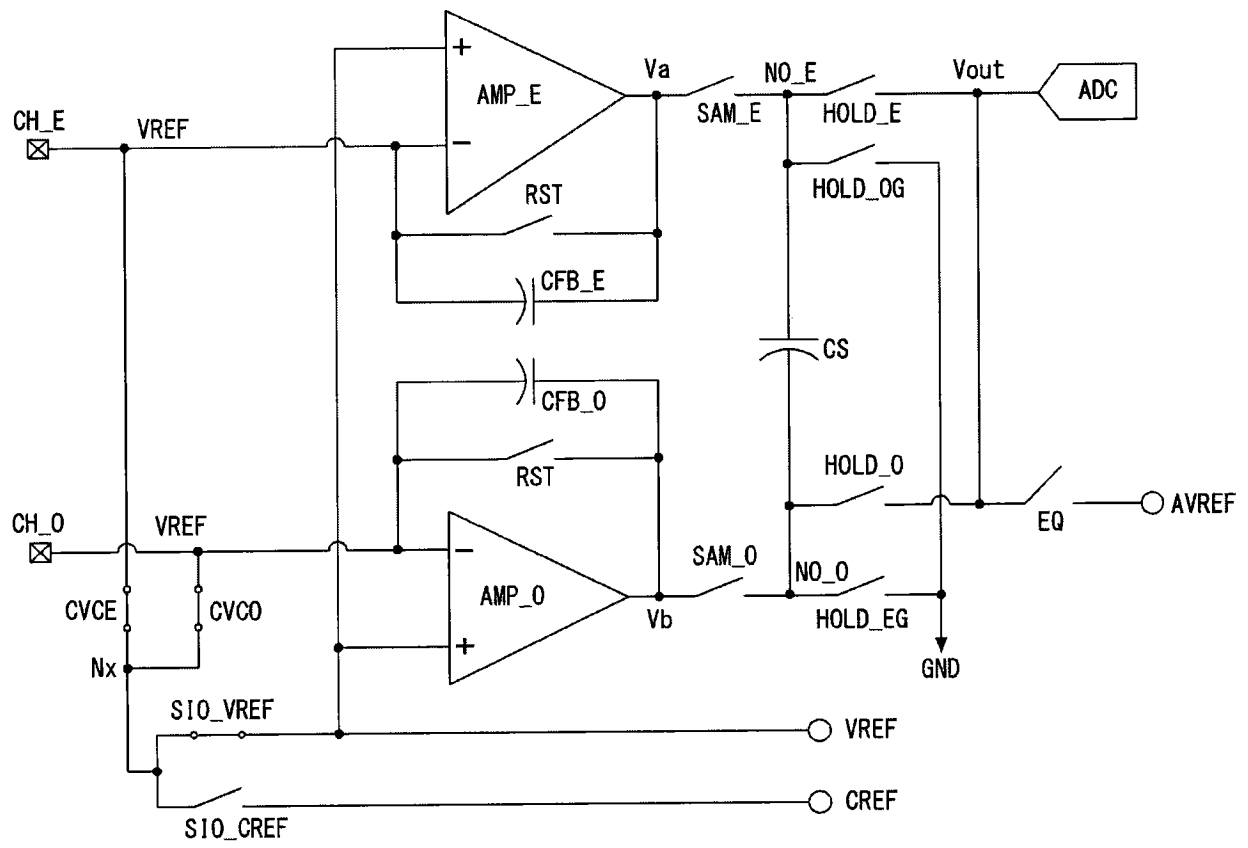 +
AMP_E
−
Va
SAM_E
NO_E
HOLD_E
Vout
ADC
CH_E
VREF
HOLD_OG
RST
CFB_E
CS
CFB_O
RST
HOLD_O
EQ
AVREF
CH_O
VREF
−
AMP_O
+
SAM_O
Vb
NO_O
HOLD_EG
GND
CVCE
CVCO
Nx
SIO_VREF
VREF
SIO_CREF
CREF